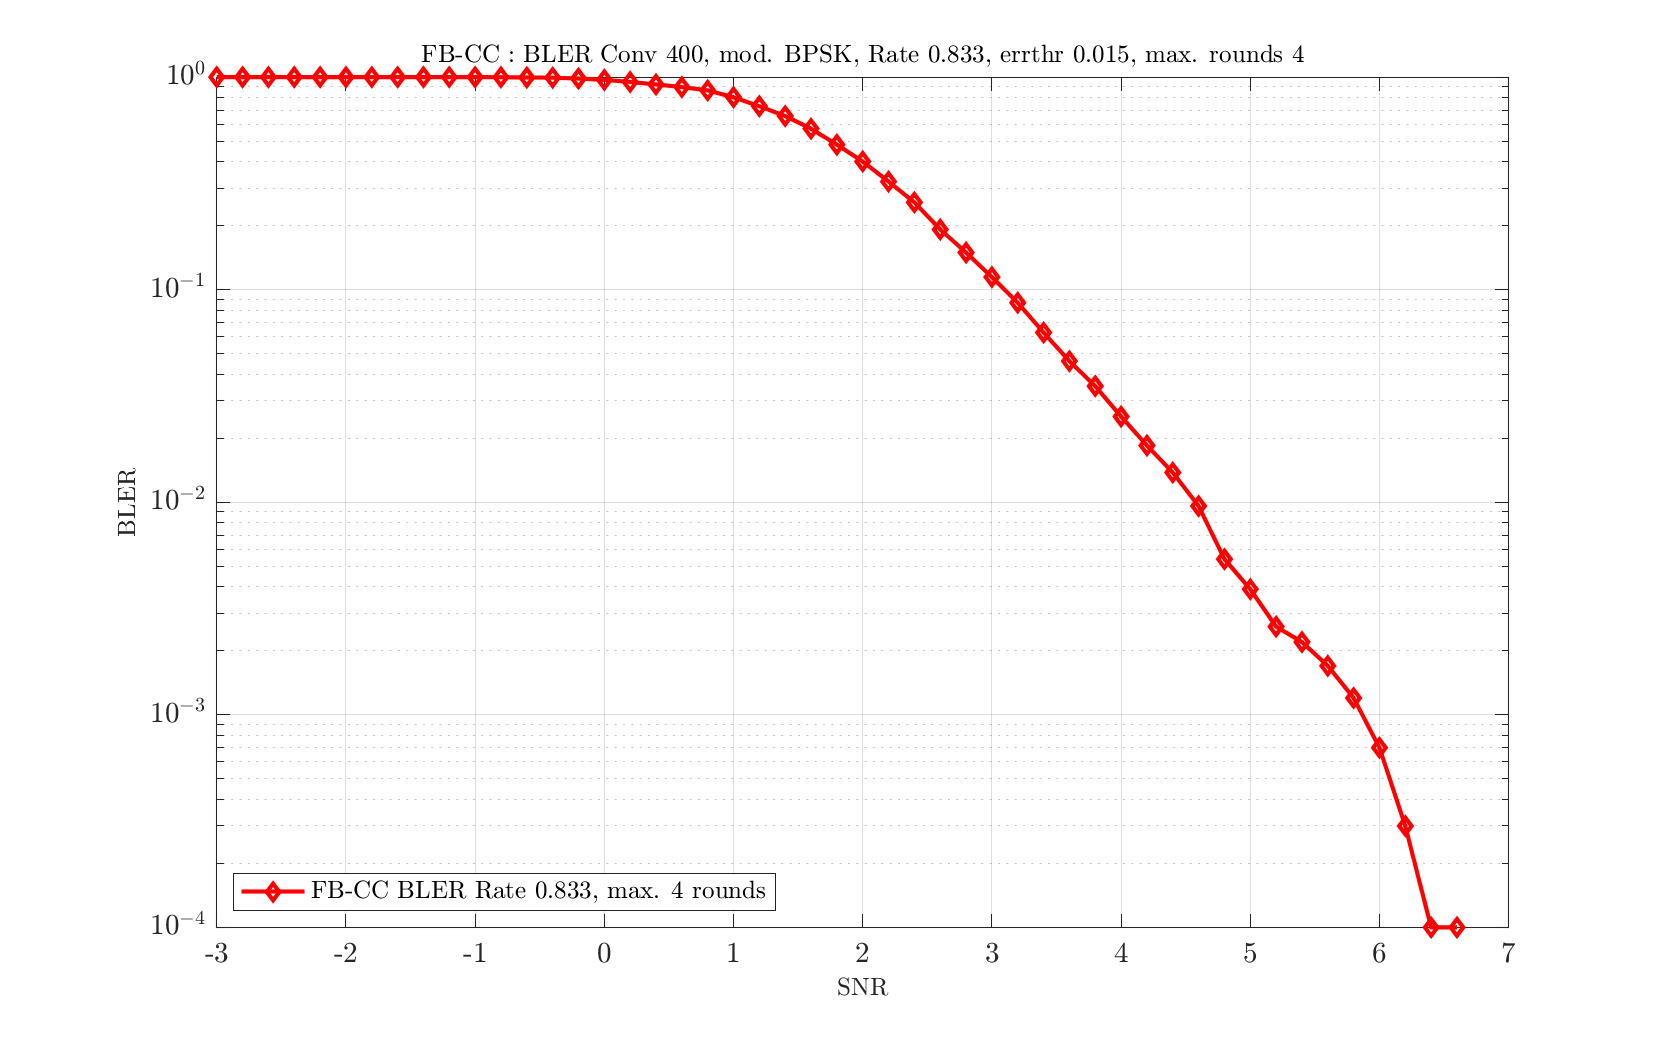 FB-CC : BLER Conv 400, mod. BPSK, Rate 0.833, errthr 0.015, max. rounds 4
10⁰
10⁻¹
10⁻²
10⁻³
10⁻⁴
BLER
FB-CC BLER Rate 0.833, max. 4 rounds
-3 -2 -1 0 1 2 3 4 5 6 7
SNR